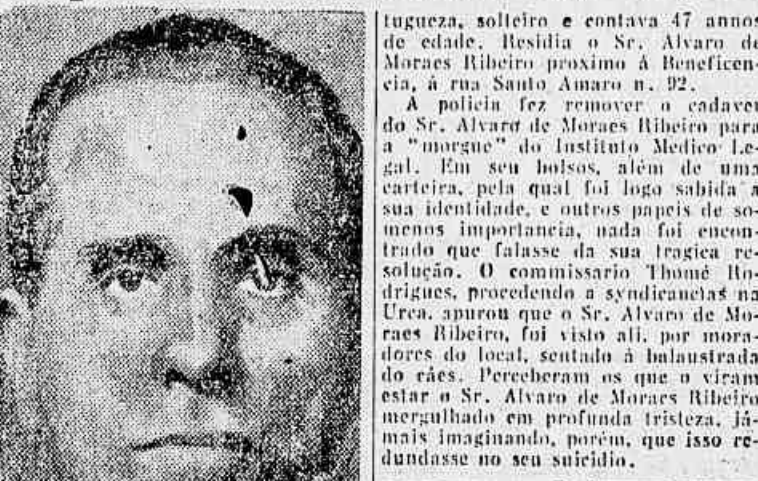 tugueza, solteiro e contava 47 annos
de edade. Residia o Sr. Alvaro de
Moraes Ribeiro proximo á Beneficen-
cia, á rua Santo Amaro n. 92.
A policia fez remover o cadaver
do Sr. Alvaro de Moraes Ribeiro para
a "morgue" do Instituto Medico Le-
gal. Em seu bolsos, além de uma
carteira, pela qual foi logo sabida a
sua identidade, e outros papeis de so-
menos importancia, nada foi encon-
trado que falasse da sua tragica re-
solução. O commissario Thomé Ro-
drigues, procedendo a syndicancias na
Urca, apurou que o Sr. Alvaro de Mo-
raes Ribeiro, foi visto ali, por mora-
dores do local, sentado á balaustrada
do cáes. Perceberam os que o viram
estar o Sr. Alvaro de Moraes Ribeiro
mergulhado em profunda tristeza, já-
mais imaginando, porém, que isso re-
dundasse no seu suicidio.